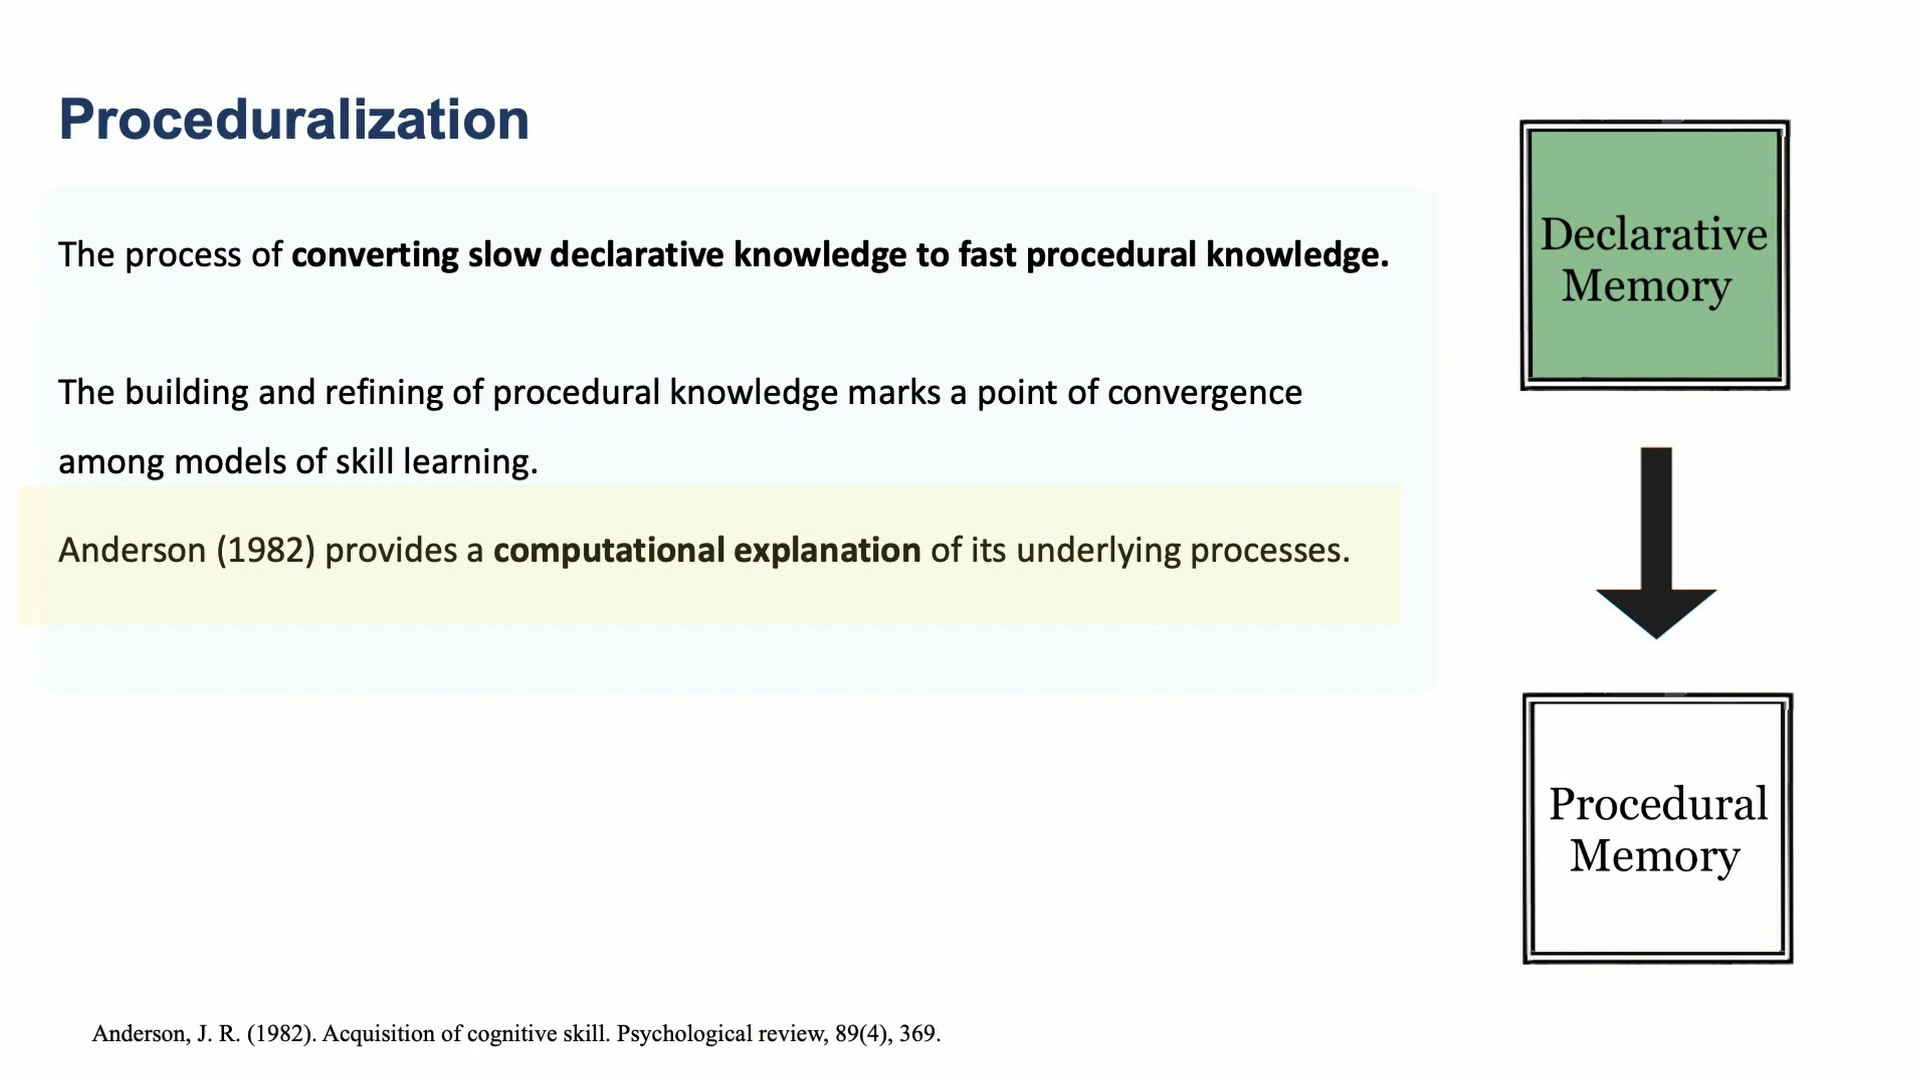 Proceduralization
The process of converting slow declarative knowledge to fast procedural knowledge.
The building and refining of procedural knowledge marks a point of convergence
among models of skill learning.
Anderson (1982) provides a computational explanation of its underlying processes.
Declarative
Memory
Procedural
Memory
Anderson, J. R. (1982). Acquisition of cognitive skill. Psychological review, 89(4), 369.